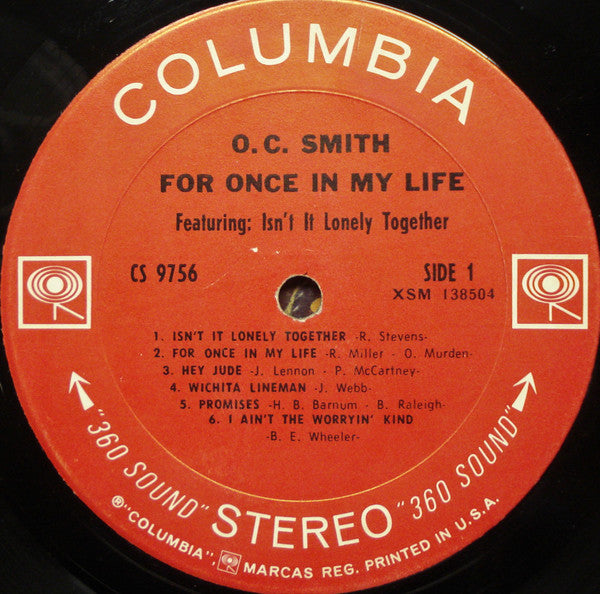 COLUMBIA
O.C. SMITH
FOR ONCE IN MY LIFE
Featuring: Isn't It Lonely Together
CS 9756
SIDE 1
XSM 138504
1. ISN'T IT LONELY TOGETHER -R. Stevens-
2. FOR ONCE IN MY LIFE -R. Miller - O. Murden-
3. HEY JUDE -J. Lennon - P. McCartney-
4. WICHITA LINEMAN -J. Webb-
5. PROMISES -H. B. Barnum - B. Raleigh-
6. I AIN'T THE WORRYIN' KIND
-B. E. Wheeler-
"360 SOUND" STEREO "360 SOUND"
®"COLUMBIA", MARCAS REG. PRINTED IN U.S.A.